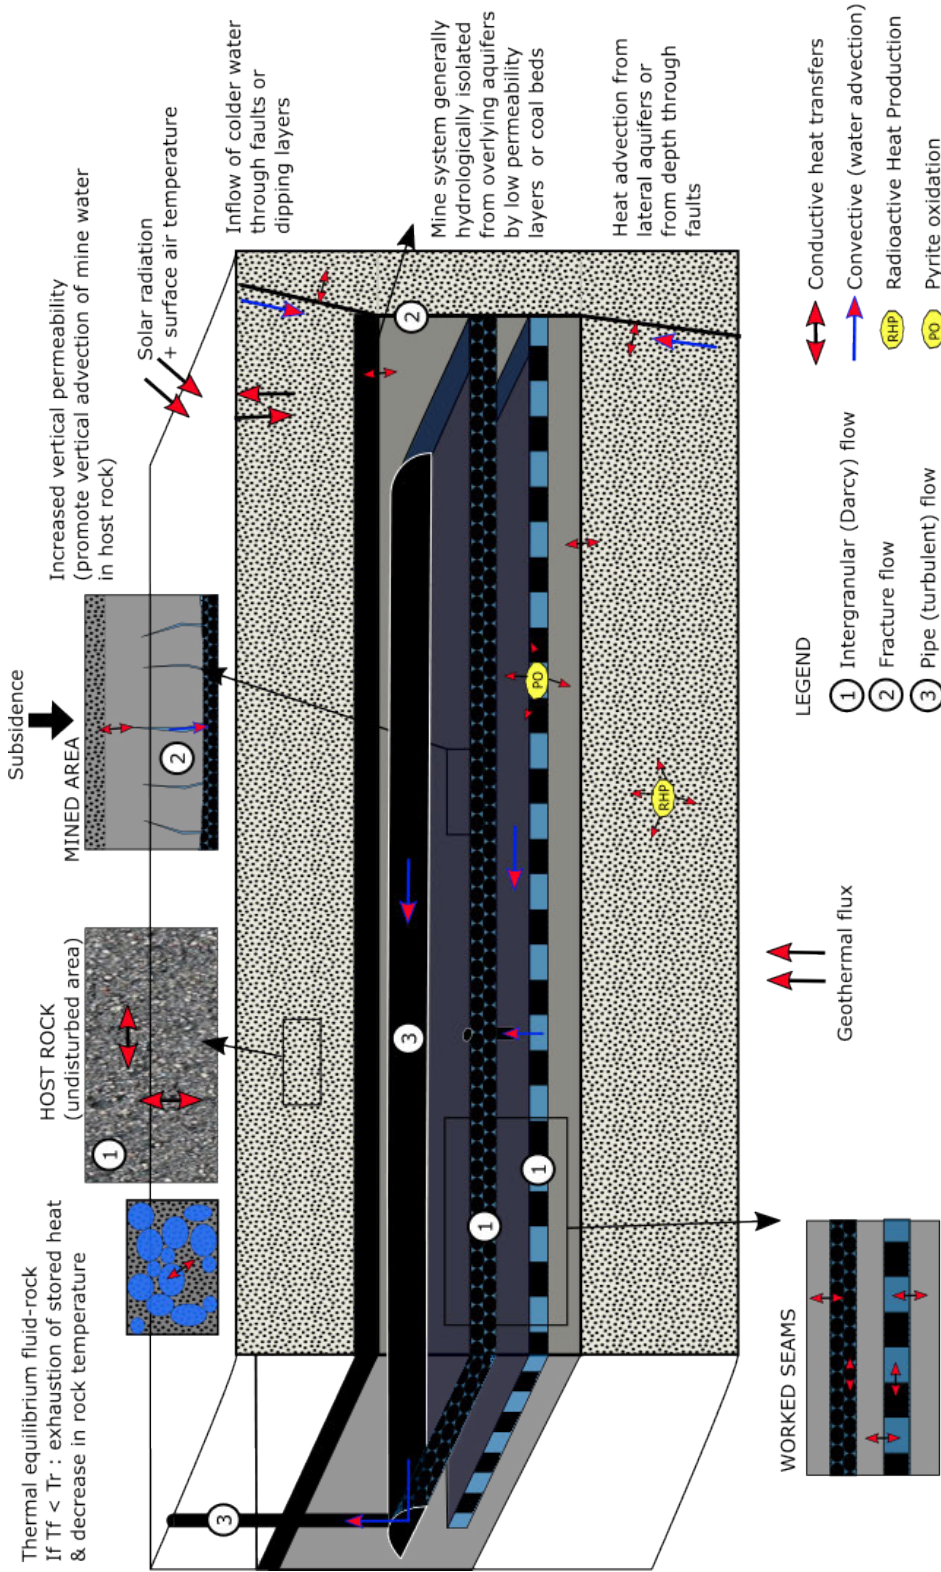 Thermal equilibrium fluid-rock
If Tf < Tr : exhaustion of stored heat
& decrease in rock temperature
HOST ROCK
(undisturbed area)
1
Subsidence
MINED AREA
2
Increased vertical permeability
(promote vertical advection of mine water
in host rock)
Solar radiation
+ surface air temperature
Inflow of colder water
through faults or
dipping layers
Mine system generally
hydrologically isolated
from overlying aquifers
by low permeability
layers or coal beds
Heat advection from
lateral aquifers or
from depth through
faults
3
3
2
1
1
PO
RHP
WORKED SEAMS
Geothermal flux
LEGEND
1 Intergranular (Darcy) flow
2 Fracture flow
3 Pipe (turbulent) flow
Conductive heat transfers
Convective (water advection)
RHP Radioactive Heat Production
PO Pyrite oxidation